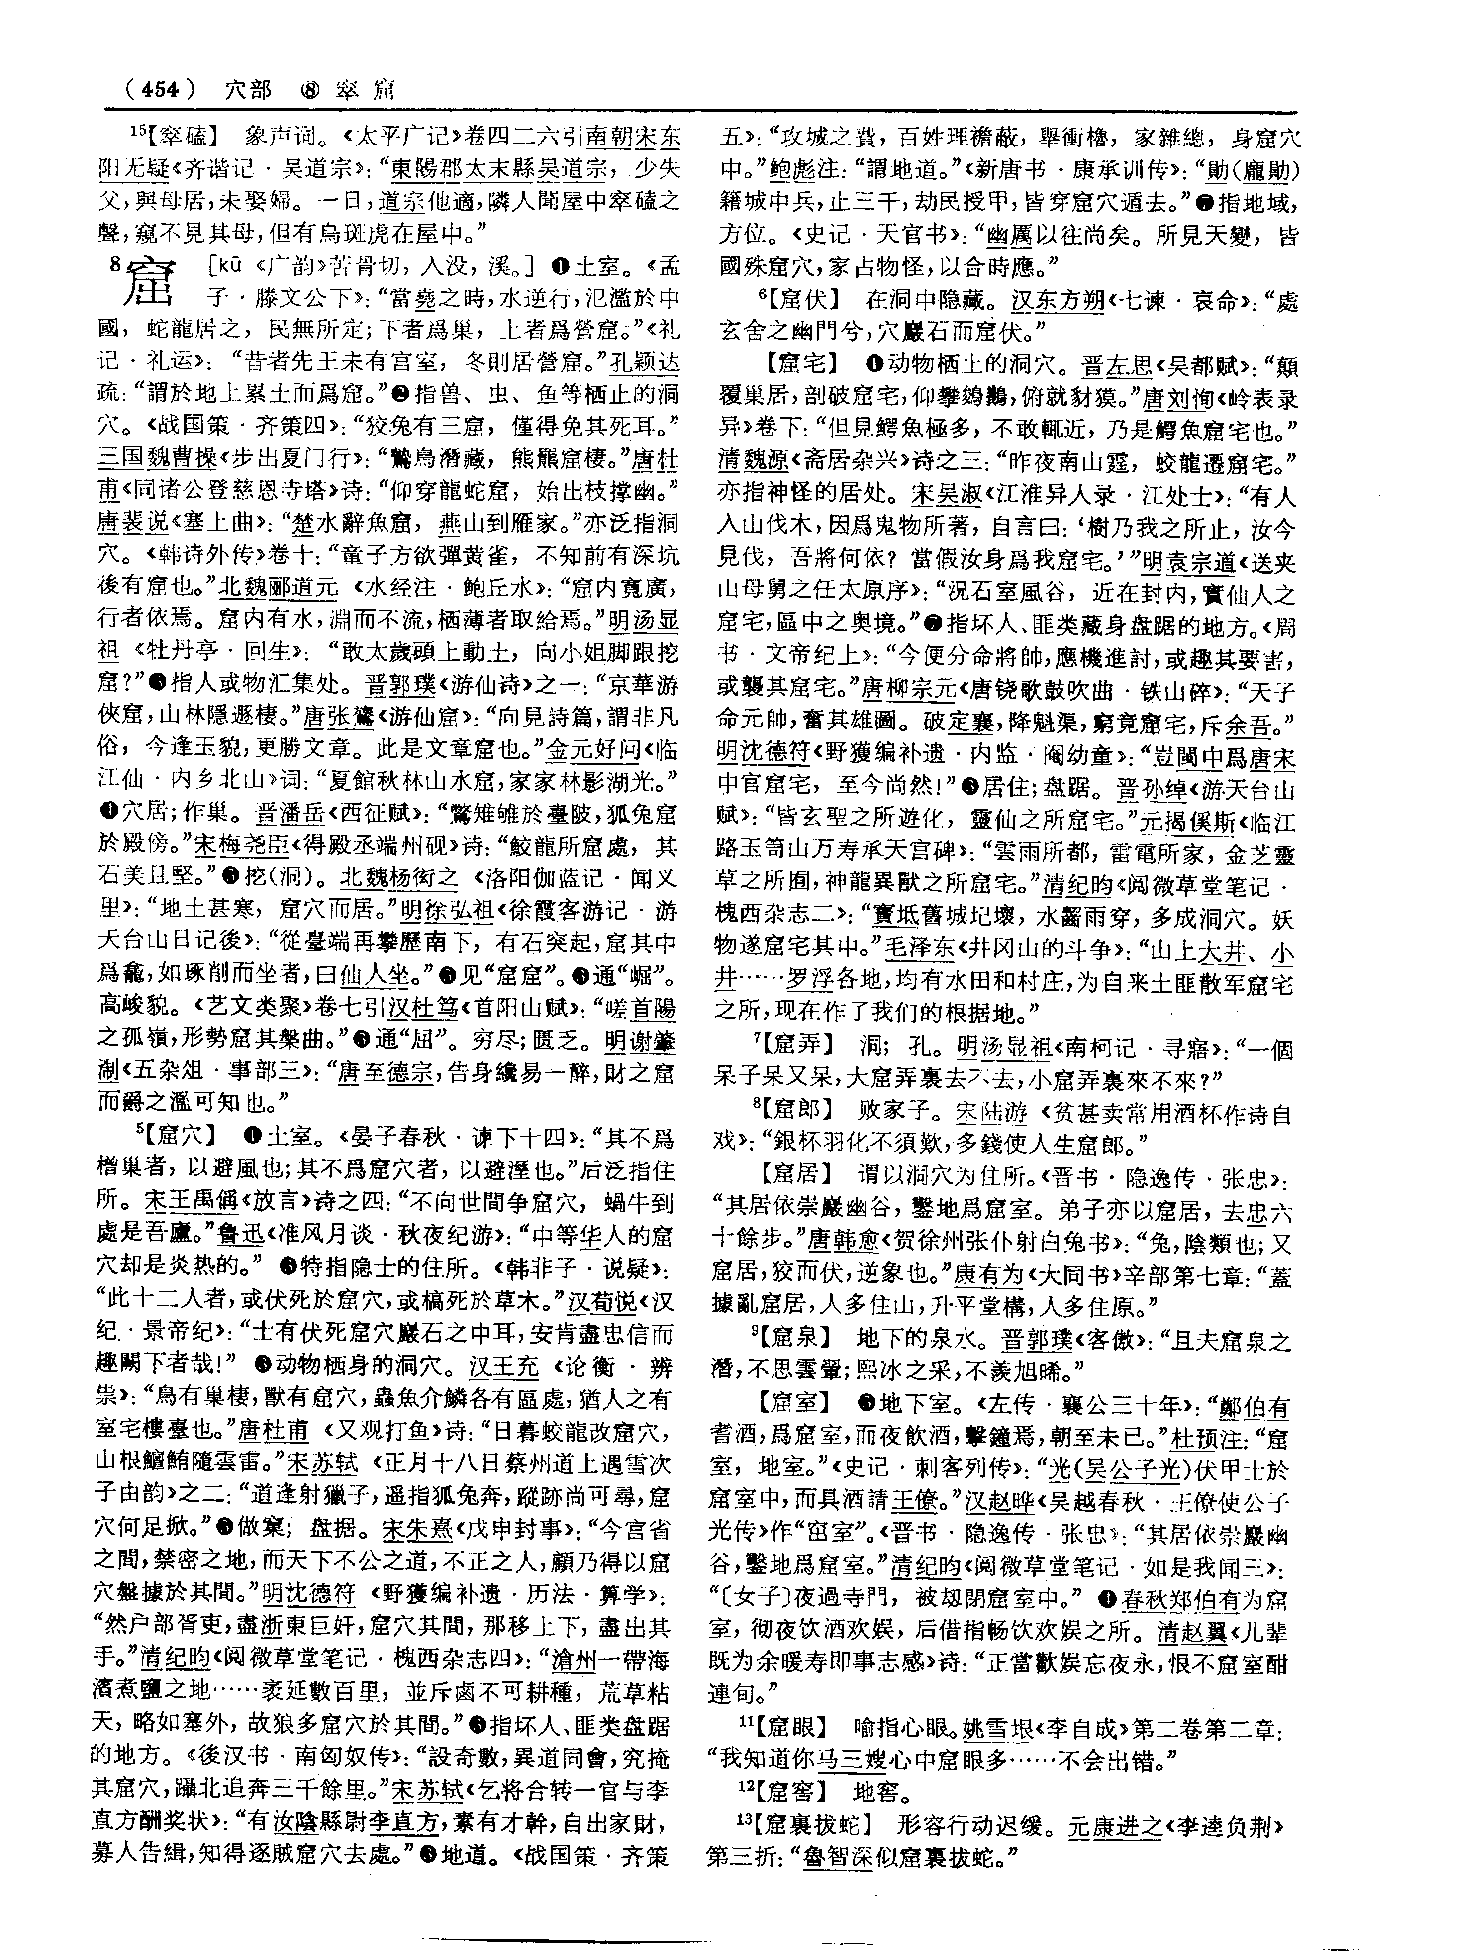 （454） 穴部 ⑧ 窣 窟
¹⁵【窣磕】 象声词。《太平广记》卷四二六引南朝宋东
阳无疑《齐谐记·吴道宗》：“東陽郡太末縣吴道宗，少失
父，與母居，未娶婦。一日，道宗他適，隣人聞屋中窣磕之
聲，窺不見其母，但有烏斑虎在屋中。”
⁸窟 [kū 《广韵》苦骨切，入没，溪。] ❶土室。《孟
子·滕文公下》：“當堯之時，水逆行，氾濫於中
國，蛇龍居之，民無所定；下者爲巢，上者爲營窟。”《礼
记·礼运》：“昔者先王未有宫室，冬則居營窟。”孔颖达
疏：“謂於地上累土而爲窟。”❷指兽、虫、鱼等栖止的洞
穴。《战国策·齐策四》：“狡兔有三窟，僅得免其死耳。”
三国魏曹操《步出夏门行》：“鷙鳥潛藏，熊羆窟棲。”唐杜
甫《同诸公登慈恩寺塔》诗：“仰穿龍蛇窟，始出枝撑幽。”
唐裴说《塞上曲》：“楚水辭魚窟，燕山到雁家。”亦泛指洞
穴。《韩诗外传》卷十：“童子方欲彈黄雀，不知前有深坑
後有窟也。”北魏郦道元《水经注·鲍丘水》：“窟内寬廣，
行者依焉。窟内有水，淵而不流，栖薄者取給焉。”明汤显
祖《牡丹亭·回生》：“敢太歲頭上動土，向小姐脚跟挖
窟？”❸指人或物汇集处。晋郭璞《游仙诗》之一：“京華游
俠窟，山林隱遯棲。”唐张鷟《游仙窟》：“向見詩篇，謂非凡
俗，今逢玉貌，更勝文章。此是文章窟也。”金元好问《临
江仙·内乡北山》词：“夏館秋林山水窟，家家林影湖光。”
❹穴居；作巢。晋潘岳《西征赋》：“鷩雉雊於臺陂，狐兔窟
於殿傍。”宋梅尧臣《得殿丞端州砚》诗：“鮫龍所窟處，其
石美且堅。”❺挖(洞)。北魏杨衒之《洛阳伽蓝记·闻义
里》：“地土甚寒，窟穴而居。”明徐弘祖《徐霞客游记·游
天台山日记後》：“從臺端再攀歷南下，有石突起，窟其中
爲龕，如琢削而坐者，曰仙人坐。”❻见“窟窟”。❼通“崛”。
高峻貌。《艺文类聚》卷七引汉杜笃《首阳山赋》：“嗟首陽
之孤嶺，形勢窟其槃曲。”❽通“屈”。穷尽；匮乏。明谢肇
淛《五杂俎·事部三》：“唐至德宗，告身纔易一醉，財之窟
而爵之濫可知也。”
⁵【窟穴】 ❶土室。《晏子春秋·谏下十四》：“其不爲
橧巢者，以避風也；其不爲窟穴者，以避溼也。”后泛指住
所。宋王禹偁《放言》诗之四：“不向世間争窟穴，蝸牛到
處是吾廬。”鲁迅《准风月谈·秋夜纪游》：“中等华人的窟
穴却是炎热的。” ❷特指隐士的住所。《韩非子·说疑》：
“此十二人者，或伏死於窟穴，或槁死於草木。”汉荀悦《汉
纪·景帝纪》：“士有伏死窟穴巖石之中耳，安肯盡忠信而
趣闕下者哉！” ❸动物栖身的洞穴。汉王充《论衡·辨
祟》：“鳥有巢棲，獸有窟穴，蟲魚介鱗各有區處，猶人之有
室宅樓臺也。”唐杜甫《又观打鱼》诗：“日暮蛟龍改窟穴，
山根鱣鮪隨雲雷。”宋苏轼《正月十八日蔡州道上遇雪次
子由韵》之二：“道逢射獵子，遥指狐兔奔，蹤跡尚可尋，窟
穴何足掀。”❹做窠；盘据。宋朱熹《戊申封事》：“今宫省
之間，禁密之地，而天下不公之道，不正之人，顧乃得以窟
穴盤據於其間。”明沈德符《野獲编补遗·历法·算学》：
“然户部胥吏，盡浙東巨奸，窟穴其間，那移上下，盡出其
手。”清纪昀《阅微草堂笔记·槐西杂志四》：“滄州一帶海
濱煮鹽之地……袤延數百里，並斥鹵不可耕種，荒草粘
天，略如塞外，故狼多窟穴於其間。”❺指坏人、匪类盘踞
的地方。《後汉书·南匈奴传》：“設奇數，異道同會，究掩
其窟穴，躡北追奔三千餘里。”宋苏轼《乞将合转一官与李
直方酬奖状》：“有汝陰縣尉李直方，素有才幹，自出家財，
募人告緝，知得逐贼窟穴去處。”❻地道。《战国策·齐策
五》：“攻城之費，百姓理襜蔽，舉衝櫓，家雜總，身窟穴
中。”鲍彪注：“謂地道。”《新唐书·康承训传》：“勛(龐勛)
籍城中兵，止三千，劫民授甲，皆穿窟穴遁去。”❼指地域，
方位。《史记·天官书》：“幽厲以往尚矣。所見天變，皆
國殊窟穴，家占物怪，以合時應。”
⁶【窟伏】 在洞中隐藏。汉东方朔《七谏·哀命》：“處
玄舍之幽門兮，穴巖石而窟伏。”
【窟宅】 ❶动物栖止的洞穴。晋左思《吴都赋》：“顛
覆巢居，剖破窟宅，仰攀鵕鸃，俯蹴豺獏。”唐刘恂《岭表录
异》卷下：“但見鰐魚極多，不敢輒近，乃是鰐魚窟宅也。”
清魏源《斋居杂兴》诗之三：“昨夜南山霆，蛟龍遷窟宅。”
亦指神怪的居处。宋吴淑《江淮异人录·江处士》：“有人
入山伐木，因爲鬼物所著，自言曰：‘樹乃我之所止，汝今
見伐，吾將何依？當假汝身爲我窟宅。’”明袁宗道《送夹
山母舅之任太原序》：“況石室風谷，近在封内，實仙人之
窟宅，區中之奥境。”❷指坏人、匪类藏身盘踞的地方。《周
书·文帝纪上》：“今便分命將帥，應機進討，或趣其要害，
或襲其窟宅。”唐柳宗元《唐铙歌鼓吹曲·铁山碎》：“天子
命元帥，奮其雄圖。破定襄，降魁渠，窮竟窟宅，斥余吾。”
明沈德符《野獲编补遗·内监·阉幼童》：“豈閩中爲唐宋
中官窟宅，至今尚然！”❸居住；盘踞。晋孙绰《游天台山
赋》：“皆玄聖之所遊化，靈仙之所窟宅。”元揭傒斯《临江
路玉笥山万寿承天宫碑》：“雲雨所都，雷電所家，金芝靈
草之所囿，神龍異獸之所窟宅。”清纪昀《阅微草堂笔记·
槐西杂志二》：“寶坻舊城圮壞，水齧雨穿，多成洞穴。妖
物遂窟宅其中。”毛泽东《井冈山的斗争》：“山上大井、小
井……罗浮各地，均有水田和村庄，为自来土匪散军窟宅
之所，现在作了我们的根据地。”
⁷【窟弄】 洞；孔。明汤显祖《南柯记·寻寤》：“一個
呆子呆又呆，大窟弄裏去不去，小窟弄裏來不來？”
⁸【窟郎】 败家子。宋陆游《贫甚卖常用酒杯作诗自
戏》：“銀杯羽化不須歎，多錢使人生窟郎。”
【窟居】 谓以洞穴为住所。《晋书·隐逸传·张忠》：
“其居依崇巖幽谷，鑿地爲窟室。弟子亦以窟居，去忠六
十餘步。”唐韩愈《贺徐州张仆射白兔书》：“兔，陰類也；又
窟居，狡而伏，逆象也。”康有为《大同书》辛部第七章：“蓋
據亂窟居，人多住山，升平堂構，人多住原。”
⁹【窟泉】 地下的泉水。晋郭璞《客傲》：“且夫窟泉之
潛，不思雲翬；熙冰之采，不羨旭晞。”
【窟室】 ❶地下室。《左传·襄公三十年》：“鄭伯有
耆酒，爲窟室，而夜飲酒，擊鐘焉，朝至未已。”杜预注：“窟
室，地室。”《史记·刺客列传》：“光(吴公子光)伏甲士於
窟室中，而具酒請王僚。”汉赵晔《吴越春秋·王僚使公子
光传》作“窋室”。《晋书·隐逸传·张忠》：“其居依崇巖幽
谷，鑿地爲窟室。”清纪昀《阅微草堂笔记·如是我闻三》：
“〔女子〕夜過寺門，被刼閉窟室中。” ❷春秋郑伯有为窟
室，彻夜饮酒欢娱，后借指畅饮欢娱之所。清赵翼《儿辈
既为余暖寿即事志感》诗：“正當歡娱忘夜永，恨不窟室酣
連旬。”
¹¹【窟眼】 喻指心眼。姚雪垠《李自成》第二卷第二章：
“我知道你马三嫂心中窟眼多……不会出错。”
¹²【窟窖】 地窖。
¹³【窟裏拔蛇】 形容行动迟缓。元康进之《李逵负荆》
第三折：“魯智深似窟裏拔蛇。”